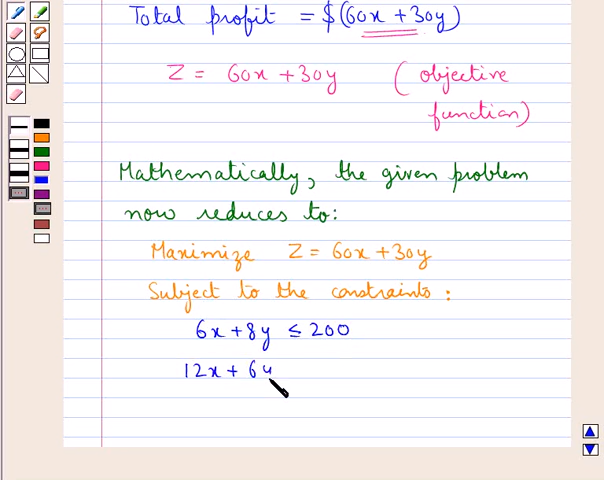 Total profit = $(60x + 30y)
Z = 60x + 30y (objective
function)
Mathematically, the given problem
now reduces to:
Maximize Z = 60x + 30y
Subject to the constraints:
6x + 8y ≤ 200
12x + 6y